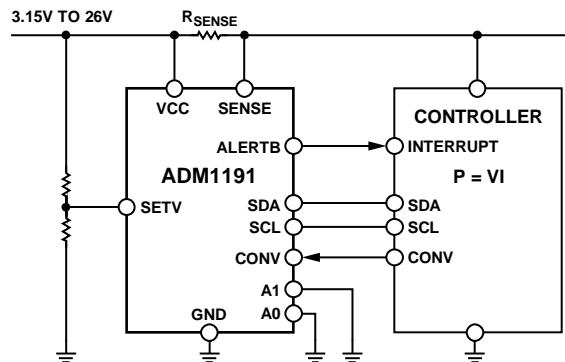 3.15V TO 26V
RSENSE
VCC
SENSE
CONTROLLER
ALERTB
INTERRUPT
ADM1191
P = VI
SETV
SDA
SDA
SCL
SCL
CONV
CONV
A1
GND
A0